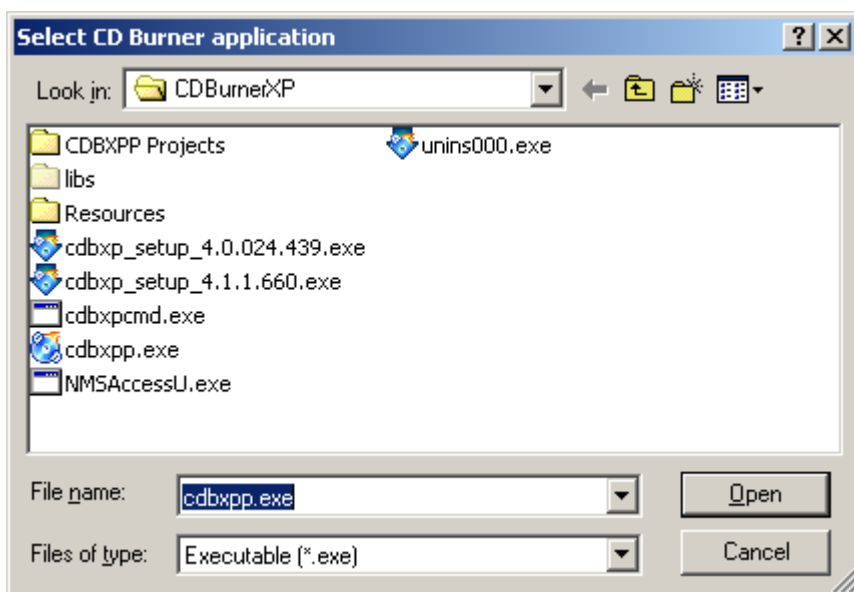 Select CD Burner application
Look in: CDBurnerXP
CDBXPP Projects
libs
Resources
cdbxp_setup_4.0.024.439.exe
cdbxp_setup_4.1.1.660.exe
cdbxpcmd.exe
cdbxpp.exe
NMSAccessU.exe
unins000.exe
File name: cdbxpp.exe
Open
Files of type: Executable (*.exe)
Cancel